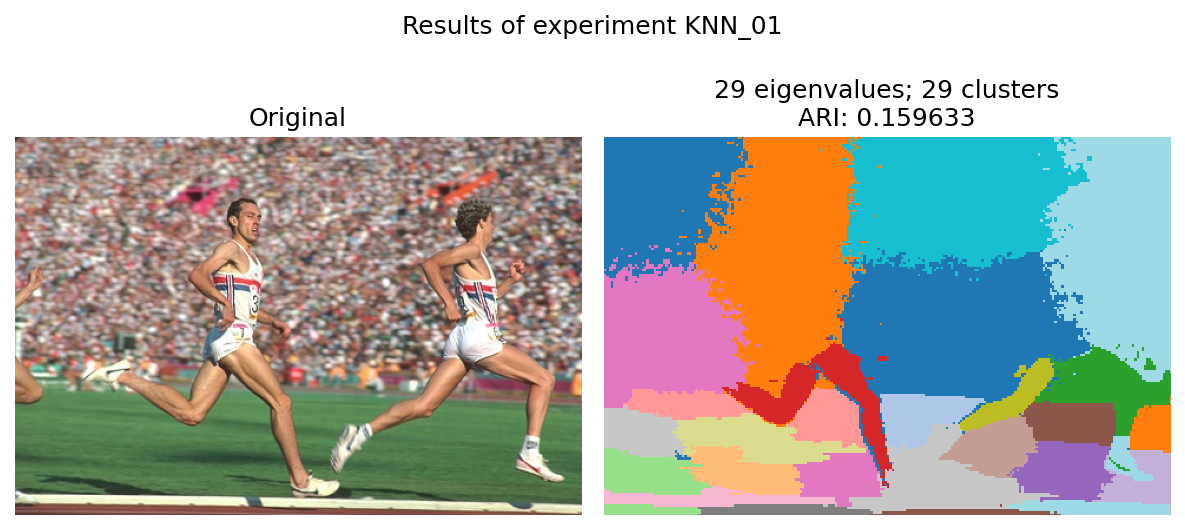 Results of experiment KNN_01
Original
29 eigenvalues; 29 clusters
ARI: 0.159633